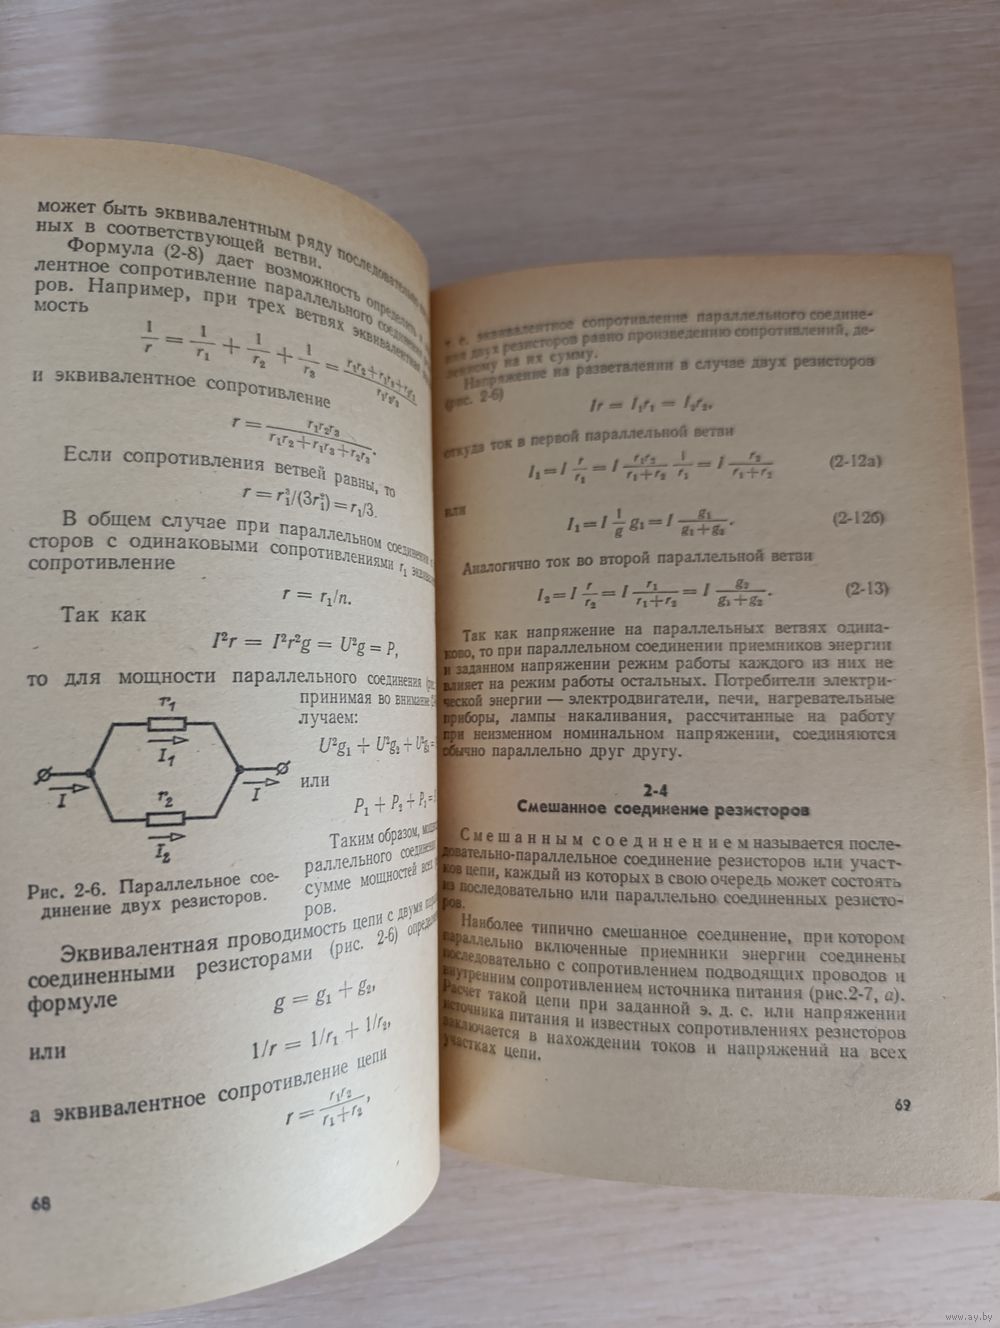 может быть эквивалентным ряду последовательно
ных в соответствующей ветви.
Формула (2-8) дает возможность определить
лентное сопротивление параллельного соединения
ров. Например, при трех ветвях эквивалентная
мость
1/r = 1/r₁ + 1/r₂ + 1/r₃ = (r₁r₂+r₁r₃+r₂r₃)/(r₁r₂r₃)
и эквивалентное сопротивление
r = r₁r₂r₃/(r₁r₂+r₁r₃+r₂r₃).
Если сопротивления ветвей равны, то
r = r₁³/(3r₁²) = r₁/3.
В общем случае при параллельном соединении
сторов с одинаковыми сопротивлениями r₁
сопротивление
r = r₁/n.
Так как
I²r = I²r²g = U²g = P,
то для мощности параллельного соединения
принимая во внимание
лучаем:
U²g₁ + U²g₂ + U²g₃ =
или
P₁ + P₂ + P₃ =
r₁
I₁
I
r₂
I
I₂
Таким образом,
раллельного соединения
сумме мощностей всех
ров.
Рис. 2-6. Параллельное сое-
динение двух резисторов.
Эквивалентная проводимость цепи с двумя
соединенными резисторами (рис. 2-6)
формуле
g = g₁ + g₂,
или
1/r = 1/r₁ + 1/r₂,
а эквивалентное сопротивление цепи
r = r₁r₂/(r₁+r₂),
68
т. е. эквивалентное сопротивление параллельного соедине-
ния двух резисторов равно произведению сопротивлений, де-
ленному на их сумму.
Напряжение на разветвлении в случае двух резисторов
(рис. 2-6)
Ir = I₁r₁ = I₂r₂,
откуда ток в первой параллельной ветви
I₁ = I r/r₁ = I r₁r₂/(r₁+r₂) 1/r₁ = I r₂/(r₁+r₂) (2-12а)
или
I₁ = I 1/g g₁ = I g₁/(g₁+g₂). (2-12б)
Аналогично ток во второй параллельной ветви
I₂ = I r/r₂ = I r₁/(r₁+r₂) = I g₂/(g₁+g₂). (2-13)
Так как напряжение на параллельных ветвях одина-
ково, то при параллельном соединении приемников энергии
и заданном напряжении режим работы каждого из них не
влияет на режим работы остальных. Потребители электри-
ческой энергии — электродвигатели, печи, нагревательные
приборы, лампы накаливания, рассчитанные на работу
при неизменном номинальном напряжении, соединяются
обычно параллельно друг другу.
2-4
Смешанное соединение резисторов
Смешанным соединением называется после-
довательно-параллельное соединение резисторов или участ-
ков цепи, каждый из которых в свою очередь может состоять
из последовательно или параллельно соединенных резисто-
ров.
Наиболее типично смешанное соединение, при котором
параллельно включенные приемники энергии соединены
последовательно с сопротивлением подводящих проводов и
внутренним сопротивлением источника питания (рис.2-7, а).
Расчет такой цепи при заданной э. д. с. или напряжении
источника питания и известных сопротивлениях резисторов
заключается в нахождении токов и напряжений на всех
участках цепи.
69
www.ay.by